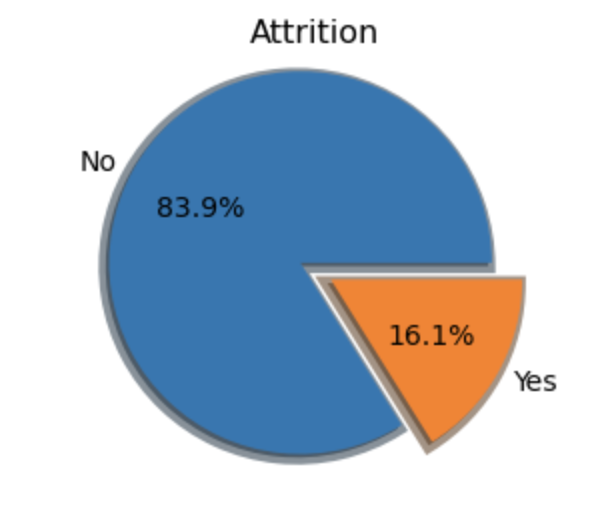 Attrition
No
83.9%
16.1%
Yes